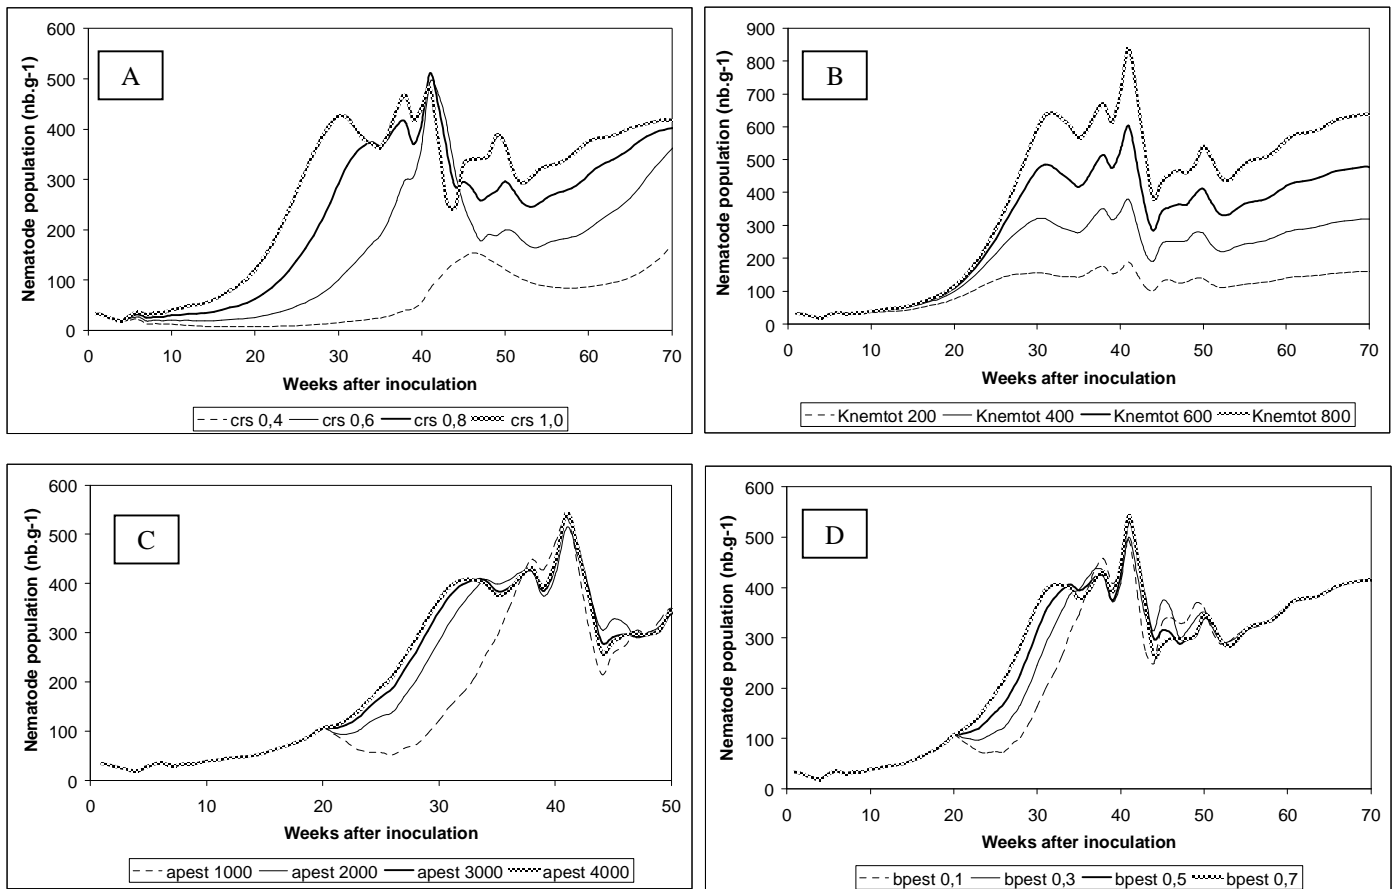 A
Nematode population (nb.g-1)
600
500
400
300
200
100
0
0 10 20 30 40 50 60 70
Weeks after inoculation
crs 0,4 crs 0,6 crs 0,8 crs 1,0
B
Nematode population (nb.g-1)
900
800
700
600
500
400
300
200
100
0
0 10 20 30 40 50 60 70
Weeks after inoculation
Knemtot 200 Knemtot 400 Knemtot 600 Knemtot 800
C
Nematode population (nb.g-1)
600
500
400
300
200
100
0
0 10 20 30 40 50
Weeks after inoculation
apest 1000 apest 2000 apest 3000 apest 4000
D
Nematode population (nb.g-1)
600
500
400
300
200
100
0
0 10 20 30 40 50 60 70
Weeks after inoculation
bpest 0,1 bpest 0,3 bpest 0,5 bpest 0,7